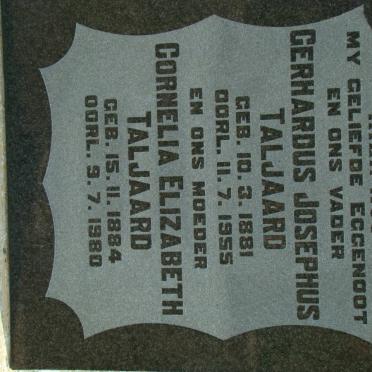 MY GELIEFDE EGGENOOT
EN ONS VADER
GERHARDUS JOSEPHUS
TALJAARD
GEB. 10. 3. 1881
OORL. 11. 7. 1955
EN ONS MOEDER
CORNELIA ELIZABETH
TALJAARD
GEB. 15. 11. 1884
OORL. 9. 7. 1980